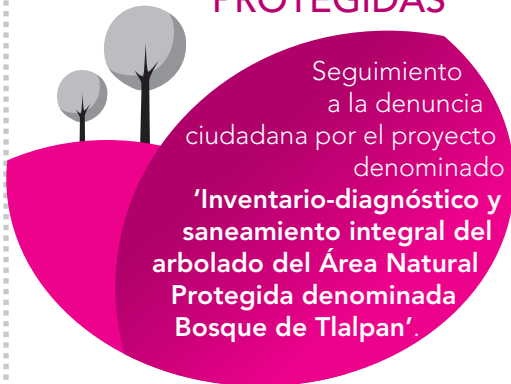 PROTEGIDAS
Seguimiento
a la denuncia
ciudadana por el proyecto
denominado
'Inventario-diagnóstico y
saneamiento integral del
arbolado del Área Natural
Protegida denominada
Bosque de Tlalpan'.